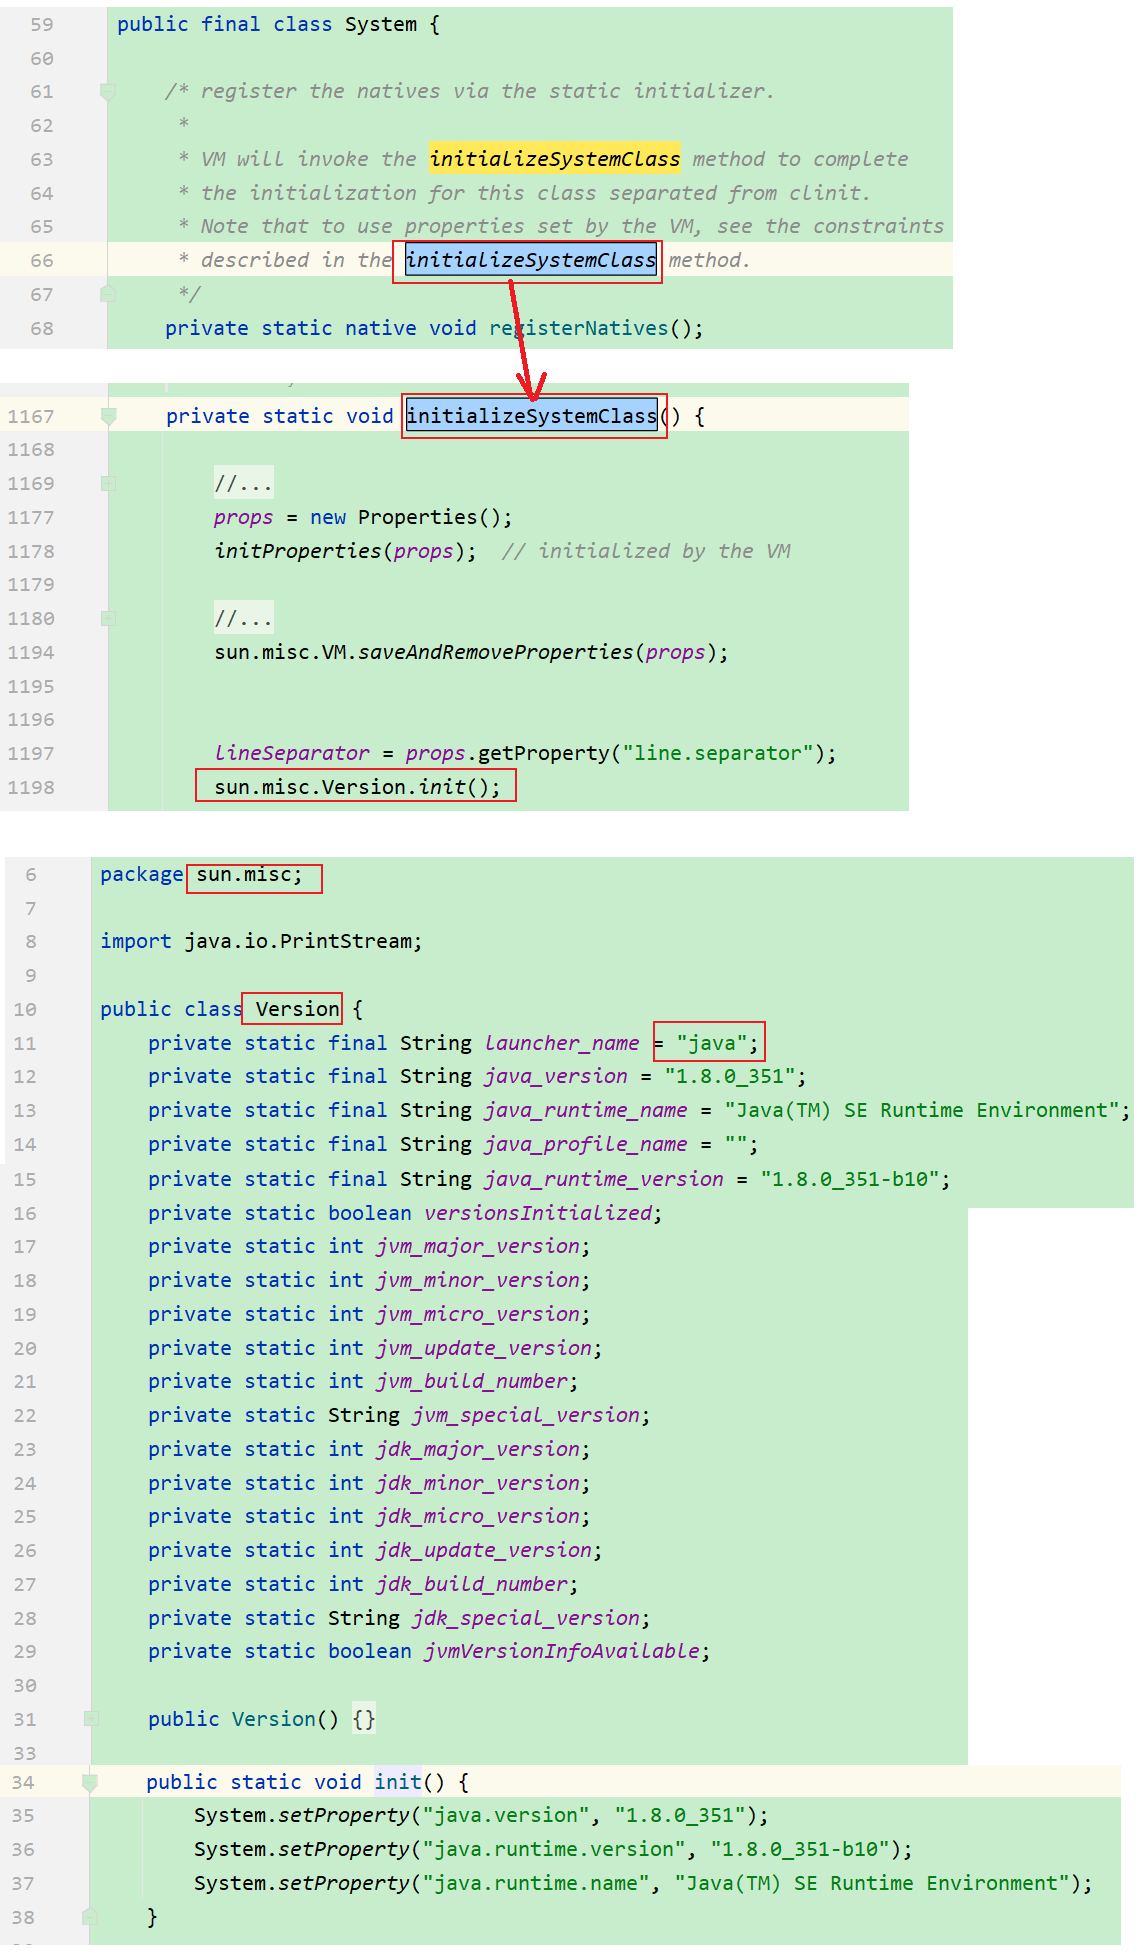 59 public final class System {
60
61 /* register the natives via the static initializer.
62 *
63 * VM will invoke the initializeSystemClass method to complete
64 * the initialization for this class separated from clinit.
65 * Note that to use properties set by the VM, see the constraints
66 * described in the initializeSystemClass method.
67 */
68 private static native void registerNatives();
1167 private static void initializeSystemClass() {
1168
1169 //...
1177 props = new Properties();
1178 initProperties(props);  // initialized by the VM
1179
1180 //...
1194 sun.misc.VM.saveAndRemoveProperties(props);
1195
1196
1197 lineSeparator = props.getProperty("line.separator");
1198 sun.misc.Version.init();
6 package sun.misc;
7
8 import java.io.PrintStream;
9
10 public class Version {
11 private static final String launcher_name = "java";
12 private static final String java_version = "1.8.0_351";
13 private static final String java_runtime_name = "Java(TM) SE Runtime Environment";
14 private static final String java_profile_name = "";
15 private static final String java_runtime_version = "1.8.0_351-b10";
16 private static boolean versionsInitialized;
17 private static int jvm_major_version;
18 private static int jvm_minor_version;
19 private static int jvm_micro_version;
20 private static int jvm_update_version;
21 private static int jvm_build_number;
22 private static String jvm_special_version;
23 private static int jdk_major_version;
24 private static int jdk_minor_version;
25 private static int jdk_micro_version;
26 private static int jdk_update_version;
27 private static int jdk_build_number;
28 private static String jdk_special_version;
29 private static boolean jvmVersionInfoAvailable;
30
31 public Version() {}
33
34 public static void init() {
35 System.setProperty("java.version", "1.8.0_351");
36 System.setProperty("java.runtime.version", "1.8.0_351-b10");
37 System.setProperty("java.runtime.name", "Java(TM) SE Runtime Environment");
38 }